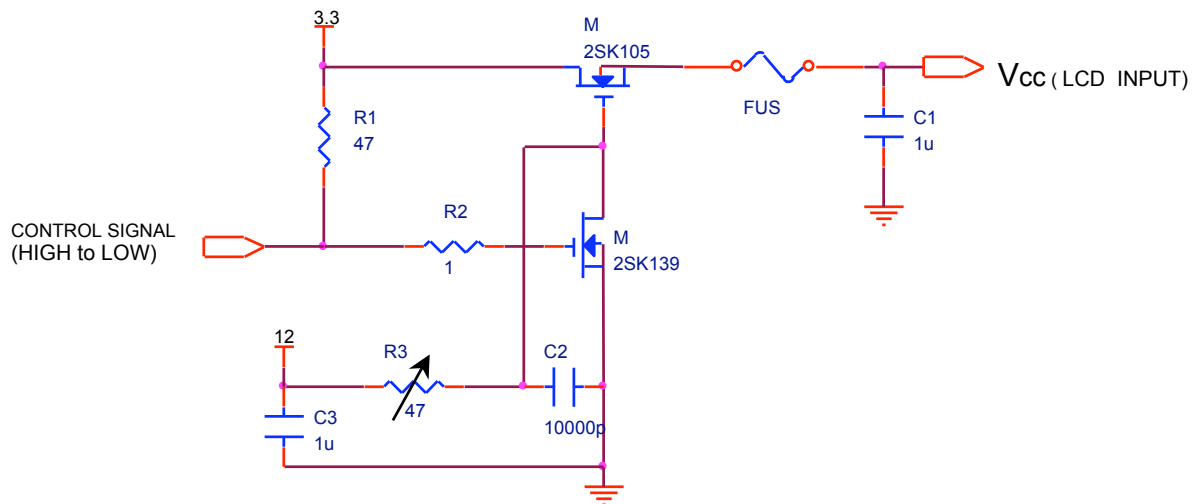 3.3
M
2SK105
R1
47
FUS
Vcc ( LCD INPUT)
C1
1u
CONTROL SIGNAL
(HIGH to LOW)
R2
1
M
2SK139
12
R3
47
C2
10000p
C3
1u